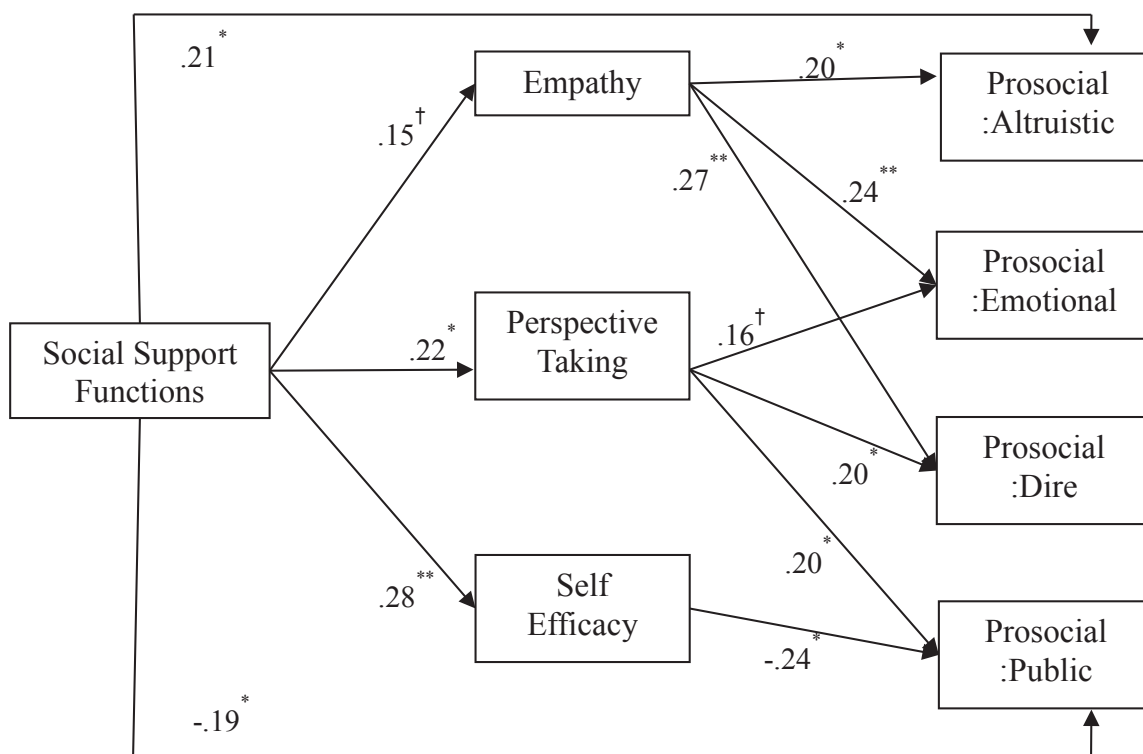 .21*
Empathy
.20*
Prosocial
:Altruistic
.15†
.27**
.24**
Prosocial
:Emotional
Social Support
Functions
.22*
Perspective
Taking
.16†
.20*
Prosocial
:Dire
.20*
.28**
Self
Efficacy
-.24*
Prosocial
:Public
-.19*